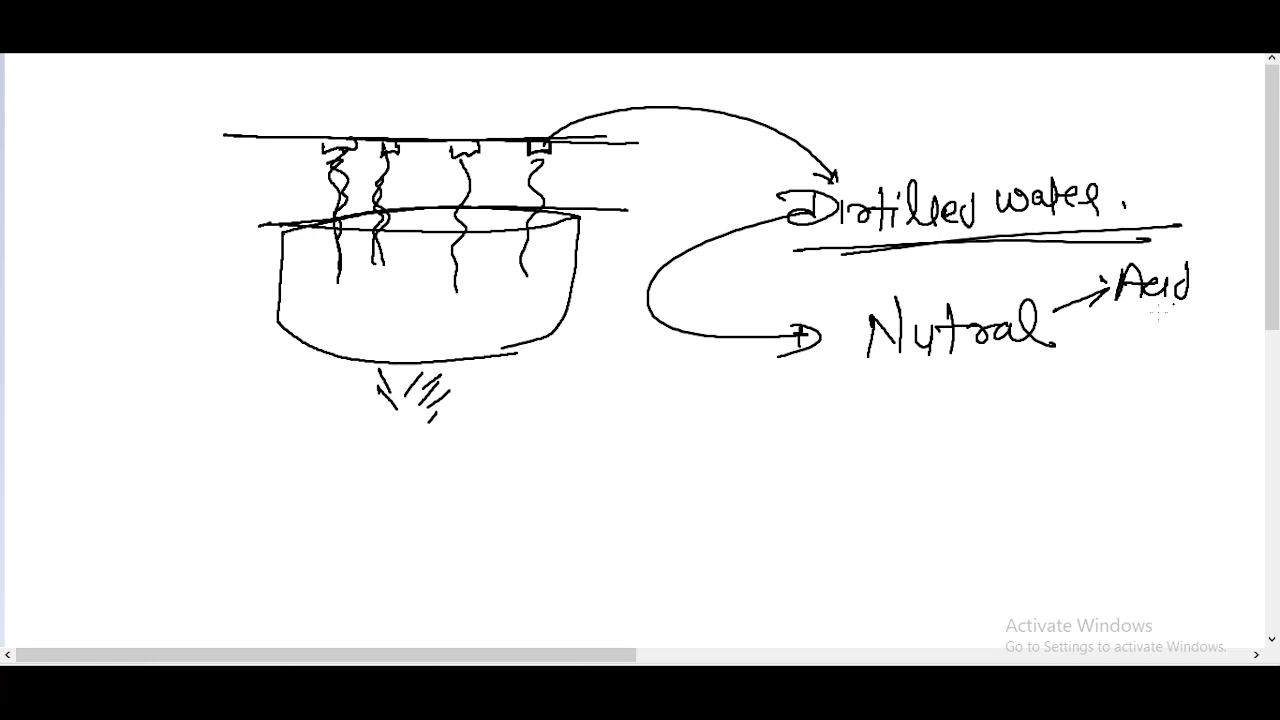 Distilled water.
Acid
Nutral
Activate Windows
Go to Settings to activate Windows.